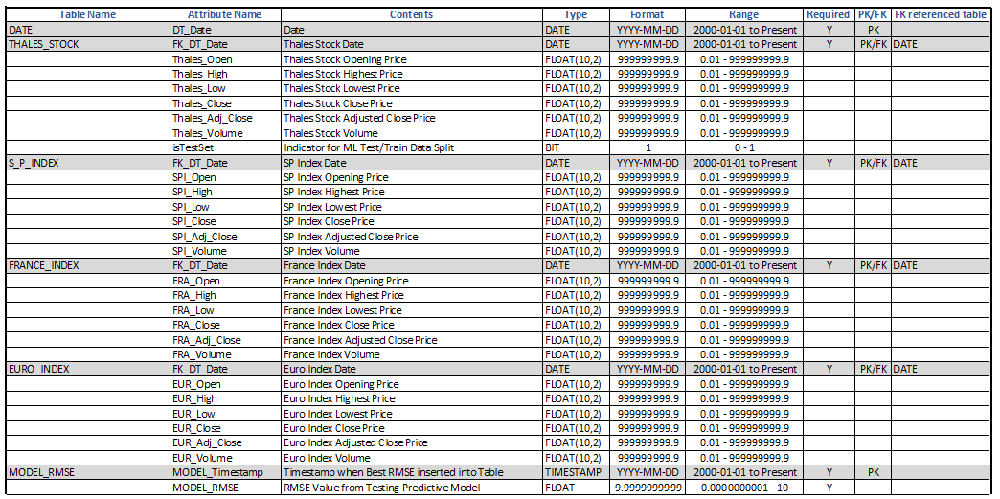 Table Name Attribute Name Contents Type Format Range Required PK/FK FK referenced table
DATE DT_Date Date DATE YYYY-MM-DD 2000-01-01 to Present Y PK
THALES_STOCK FK_DT_Date Thales Stock Date DATE YYYY-MM-DD 2000-01-01 to Present Y PK/FK DATE
Thales_Open Thales Stock Opening Price FLOAT(10,2) 999999999.9 0.01 - 999999999.9
Thales_High Thales Stock Highest Price FLOAT(10,2) 999999999.9 0.01 - 999999999.9
Thales_Low Thales Stock Lowest Price FLOAT(10,2) 999999999.9 0.01 - 999999999.9
Thales_Close Thales Stock Close Price FLOAT(10,2) 999999999.9 0.01 - 999999999.9
Thales_Adj_Close Thales Stock Adjusted Close Price FLOAT(10,2) 999999999.9 0.01 - 999999999.9
Thales_Volume Thales Stock Volume FLOAT(10,2) 999999999.9 0.01 - 999999999.9
isTestSet Indicator for ML Test/Train Data Split BIT 1 0 - 1
S_P_INDEX FK_DT_Date SP Index Date DATE YYYY-MM-DD 2000-01-01 to Present Y PK/FK DATE
SPI_Open SP Index Opening Price FLOAT(10,2) 999999999.9 0.01 - 999999999.9
SPI_High SP Index Highest Price FLOAT(10,2) 999999999.9 0.01 - 999999999.9
SPI_Low SP Index Lowest Price FLOAT(10,2) 999999999.9 0.01 - 999999999.9
SPI_Close SP Index Close Price FLOAT(10,2) 999999999.9 0.01 - 999999999.9
SPI_Adj_Close SP Index Adjusted Close Price FLOAT(10,2) 999999999.9 0.01 - 999999999.9
SPI_Volume SP Index Volume FLOAT(10,2) 999999999.9 0.01 - 999999999.9
FRANCE_INDEX FK_DT_Date France Index Date DATE YYYY-MM-DD 2000-01-01 to Present Y PK/FK DATE
FRA_Open France Index Opening Price FLOAT(10,2) 999999999.9 0.01 - 999999999.9
FRA_High France Index Highest Price FLOAT(10,2) 999999999.9 0.01 - 999999999.9
FRA_Low France Index Lowest Price FLOAT(10,2) 999999999.9 0.01 - 999999999.9
FRA_Close France Index Close Price FLOAT(10,2) 999999999.9 0.01 - 999999999.9
FRA_Adj_Close France Index Adjusted Close Price FLOAT(10,2) 999999999.9 0.01 - 999999999.9
FRA_Volume France Index Volume FLOAT(10,2) 999999999.9 0.01 - 999999999.9
EURO_INDEX FK_DT_Date Euro Index Date DATE YYYY-MM-DD 2000-01-01 to Present Y PK/FK DATE
EUR_Open Euro Index Opening Price FLOAT(10,2) 999999999.9 0.01 - 999999999.9
EUR_High Euro Index Highest Price FLOAT(10,2) 999999999.9 0.01 - 999999999.9
EUR_Low Euro Index Lowest Price FLOAT(10,2) 999999999.9 0.01 - 999999999.9
EUR_Close Euro Index Close Price FLOAT(10,2) 999999999.9 0.01 - 999999999.9
EUR_Adj_Close Euro Index Adjusted Close Price FLOAT(10,2) 999999999.9 0.01 - 999999999.9
EUR_Volume Euro Index Volume FLOAT(10,2) 999999999.9 0.01 - 999999999.9
MODEL_RMSE MODEL_Timestamp Timestamp when Best RMSE inserted into Table TIMESTAMP YYYY-MM-DD 2000-01-01 to Present Y PK
MODEL_RMSE RMSE Value from Testing Predictive Model FLOAT 9.9999999999 0.0000000001 - 10 Y